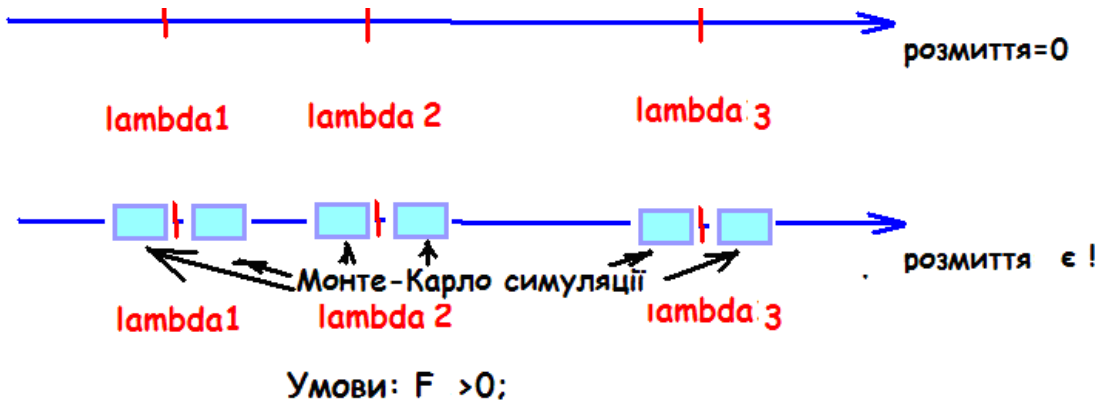 розмиття=0
lambda1 lambda 2 lambda 3
розмиття є !
Монте-Карло симуляції
lambda1 lambda 2 lambda 3
Умови: F >0;